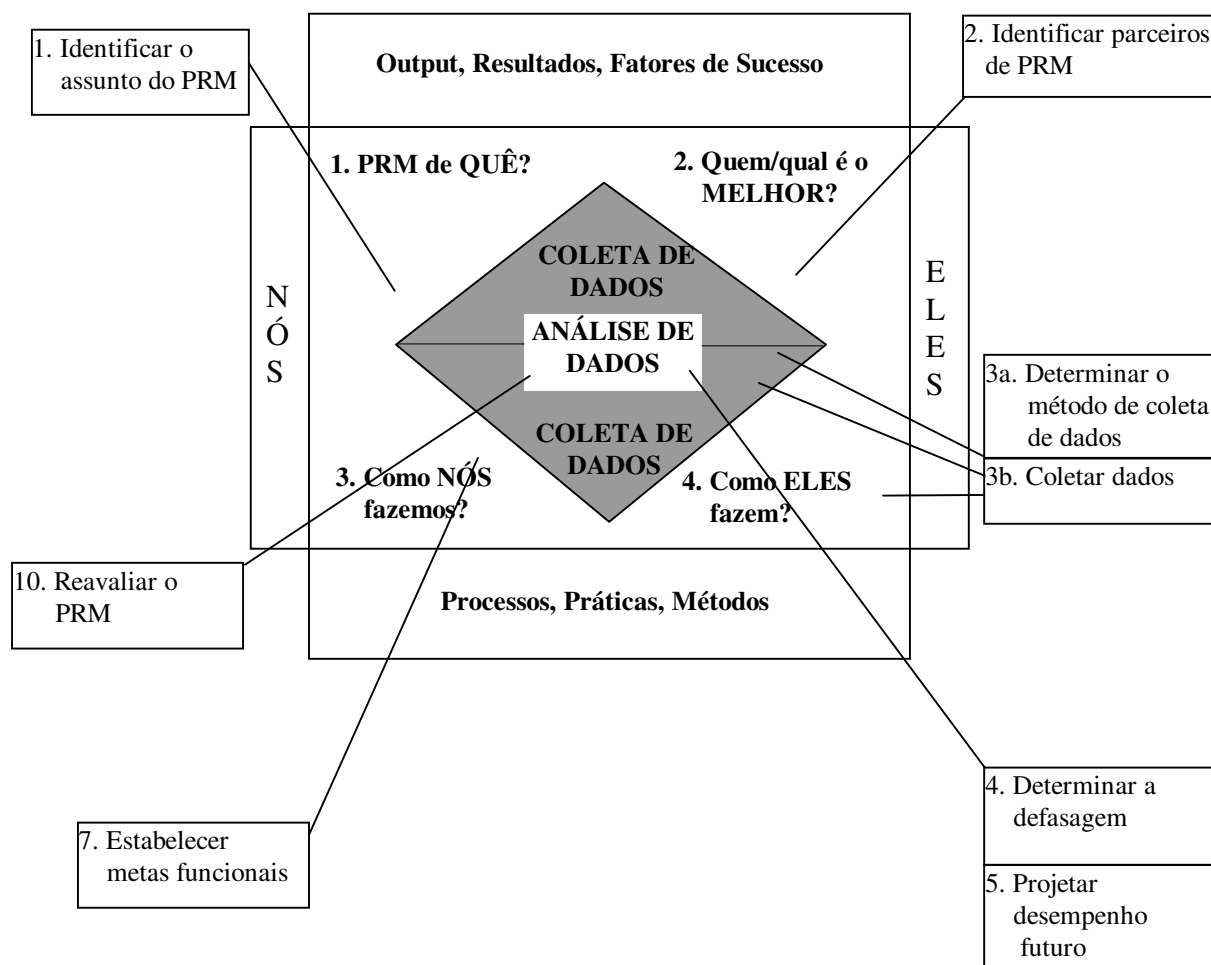 1. Identificar o
assunto do PRM
Output, Resultados, Fatores de Sucesso
2. Identificar parceiros
de PRM
1. PRM de QUÊ?
2. Quem/qual é o
MELHOR?
N
Ó
S
COLETA DE
DADOS
ANÁLISE DE
DADOS
COLETA DE
DADOS
E
L
E
S
3. Como NÓS
fazemos?
4. Como ELES
fazem?
3a. Determinar o
método de coleta
de dados
3b. Coletar dados
10. Reavaliar o
PRM
Processos, Práticas, Métodos
7. Estabelecer
metas funcionais
4. Determinar a
defasagem
5. Projetar
desempenho
futuro